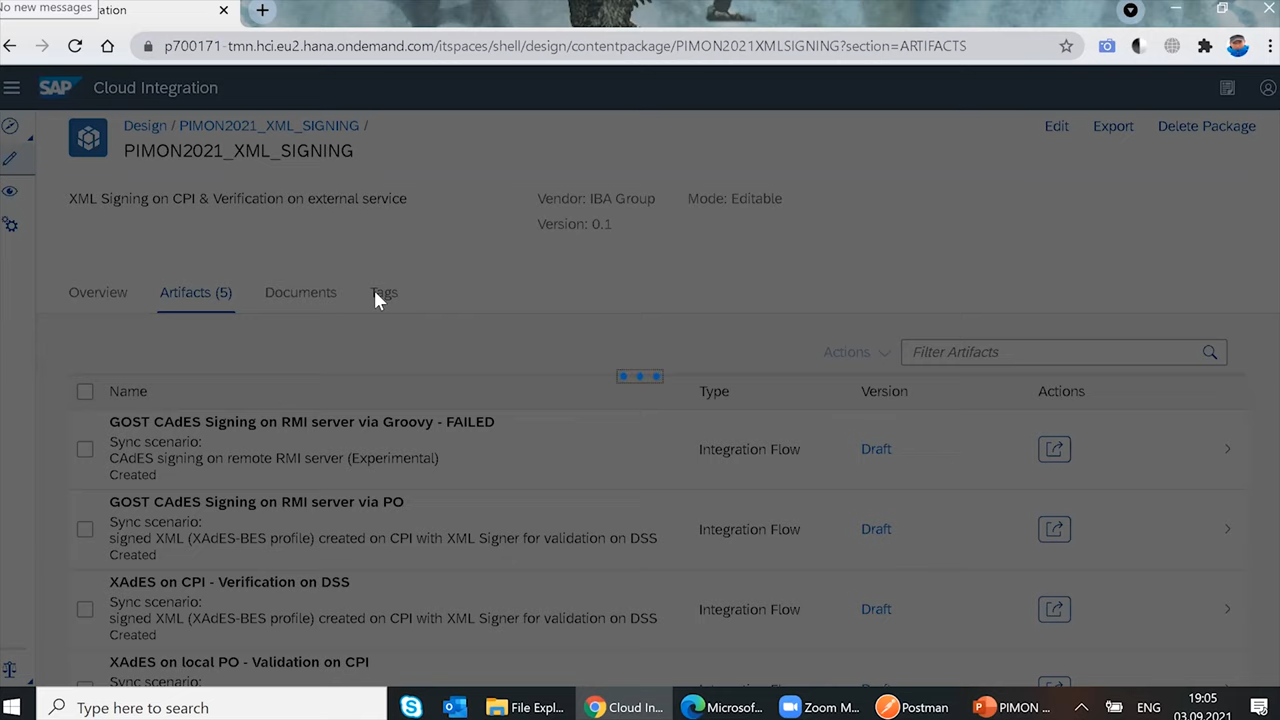 No new messages
ation
p700171-tmn.hci.eu2.hana.ondemand.com/itspaces/shell/design/contentpackage/PIMON2021XMLSIGNING?section=ARTIFACTS
SAP Cloud Integration
Design / PIMON2021_XML_SIGNING /
Edit Export Delete Package
PIMON2021_XML_SIGNING
XML Signing on CPI & Verification on external service
Vendor: IBA Group Mode: Editable
Version: 0.1
Overview Artifacts (5) Documents Tags
Actions Filter Artifacts
Name Type Version Actions
GOST CAdES Signing on RMI server via Groovy - FAILED
Sync scenario:
CAdES signing on remote RMI server (Experimental)
Created
Integration Flow Draft
GOST CAdES Signing on RMI server via PO
Sync scenario:
signed XML (XAdES-BES profile) created on CPI with XML Signer for validation on DSS
Created
Integration Flow Draft
XAdES on CPI - Verification on DSS
Sync scenario:
signed XML (XAdES-BES profile) created on CPI with XML Signer for validation on DSS
Created
Integration Flow Draft
XAdES on local PO - Validation on CPI
Sync scenario:
Type here to search
File Expl... Cloud In... Microsof... Zoom M... Postman PIMON ...
ENG
19:05
03.09.2021